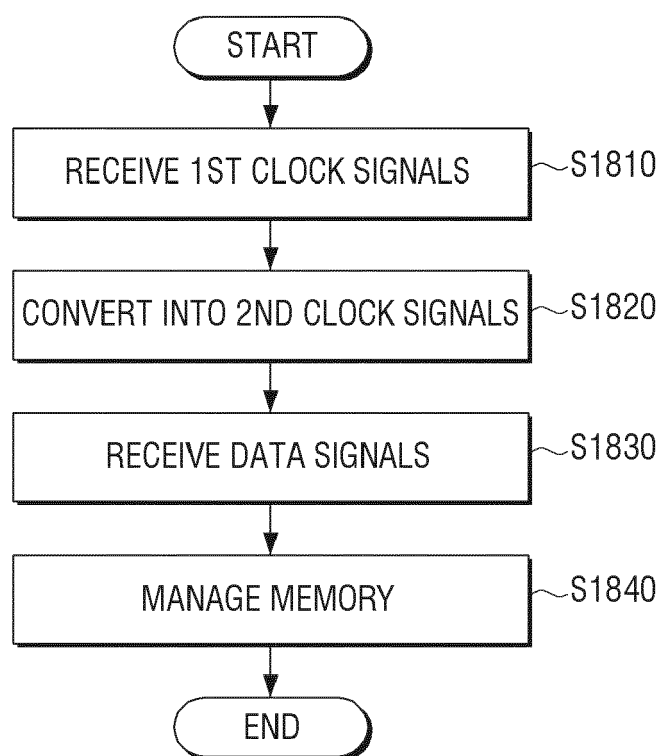 START
RECEIVE 1ST CLOCK SIGNALS S1810
CONVERT INTO 2ND CLOCK SIGNALS S1820
RECEIVE DATA SIGNALS S1830
MANAGE MEMORY S1840
END